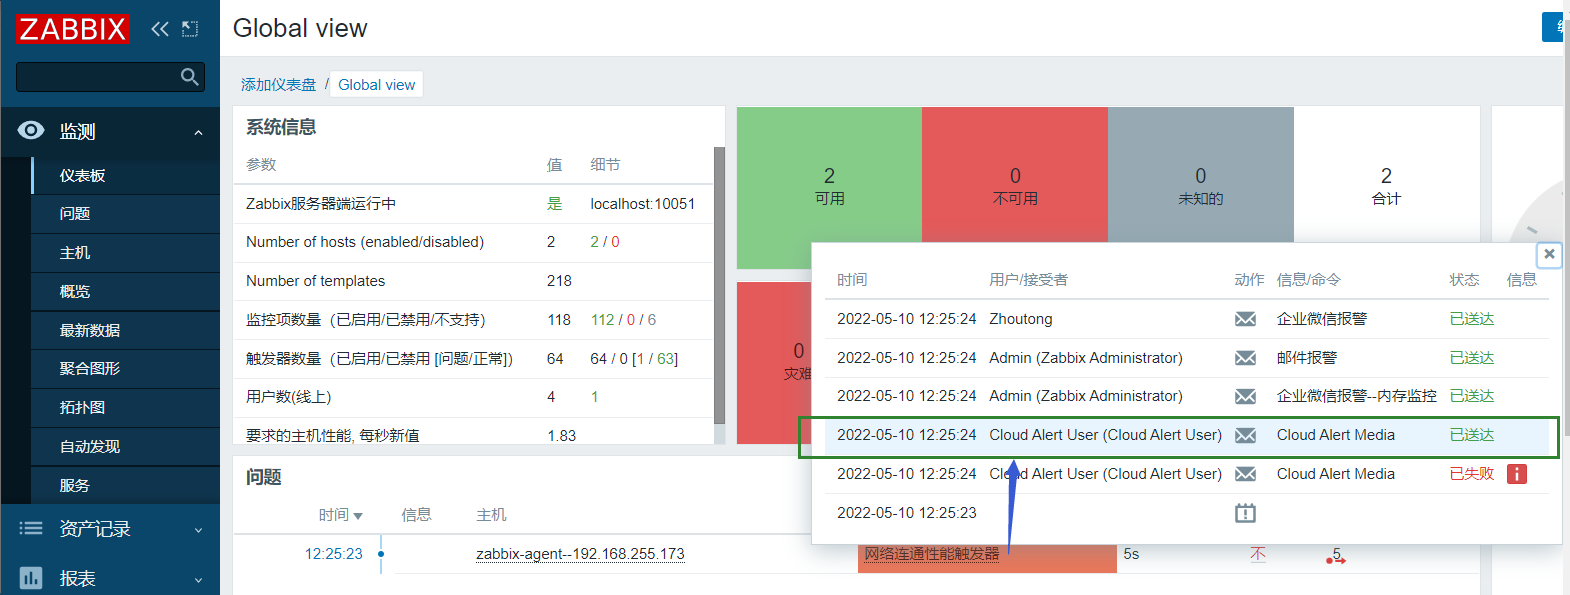 ZABBIX
Global view
添加仪表盘 / Global view
监测
仪表板
问题
主机
概览
最新数据
聚合图形
拓扑图
自动发现
服务
资产记录
报表
系统信息
参数 值 细节
Zabbix服务器端运行中 是 localhost:10051
Number of hosts (enabled/disabled) 2 2 / 0
Number of templates 218
监控项数量（已启用/已禁用/不支持） 118 112 / 0 / 6
触发器数量（已启用/已禁用 [问题/正常]） 64 64 / 0 [1 / 63]
用户数(线上) 4 1
要求的主机性能, 每秒新值 1.83
2 可用
0 不可用
0 未知的
2 合计
0
灾难
时间 用户/接受者 动作 信息/命令 状态 信息
2022-05-10 12:25:24 Zhoutong 企业微信报警 已送达
2022-05-10 12:25:24 Admin (Zabbix Administrator) 邮件报警 已送达
2022-05-10 12:25:24 Admin (Zabbix Administrator) 企业微信报警--内存监控 已送达
2022-05-10 12:25:24 Cloud Alert User (Cloud Alert User) Cloud Alert Media 已送达
2022-05-10 12:25:24 Cloud Alert User (Cloud Alert User) Cloud Alert Media 已失败
2022-05-10 12:25:23
问题
时间 信息 主机
12:25:23 zabbix-agent--192.168.255.173 网络连通性能触发器 5s 不 5